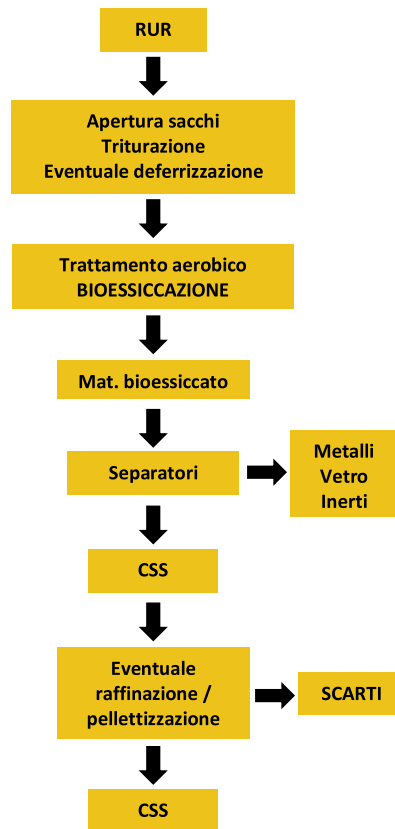 RUR
Apertura sacchi
Triturazione
Eventuale deferrizzazione
Trattamento aerobico
BIOESSICCAZIONE
Mat. bioessiccato
Separatori
Metalli
Vetro
Inerti
CSS
Eventuale
raffinazione /
pellettizzazione
SCARTI
CSS